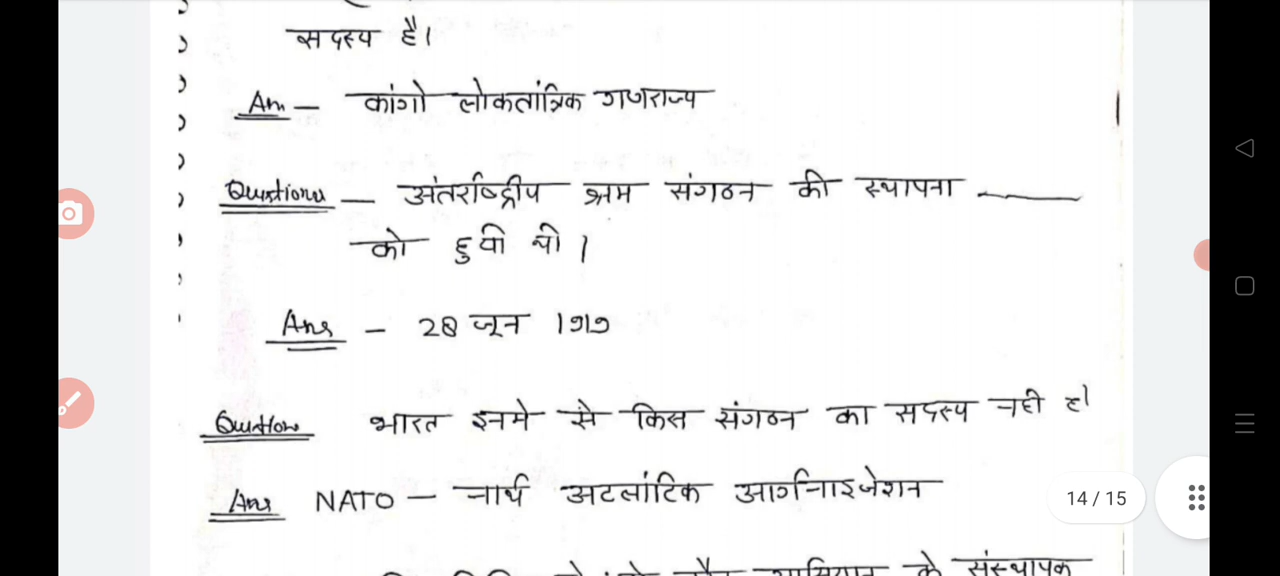 सदस्य है।
Ans – कांगो लोकतांत्रिक गणराज्य
Questions – अंतर्राष्ट्रीय श्रम संगठन की स्थापना ———
को हुयी थी।
Ans – 28 जून 1919
Question भारत इनमे से किस संगठन का सदस्य नही है।
Ans NATO – नार्थ अटलांटिक आर्गनाइजेशन
14 / 15
के संस्थापक